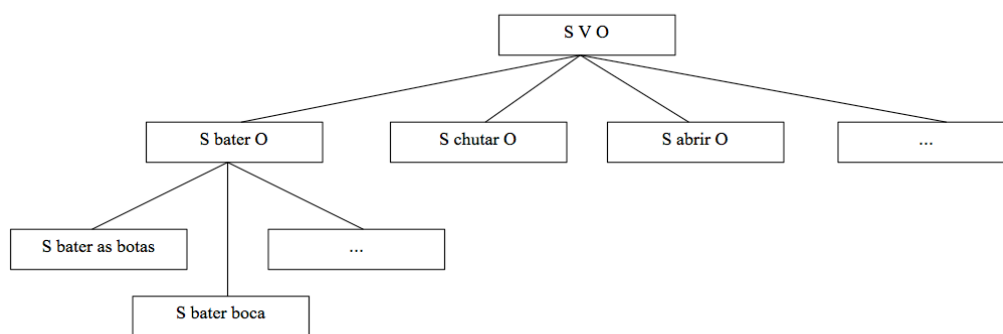 S V O
S bater O
S chutar O
S abrir O
...
S bater as botas
...
S bater boca